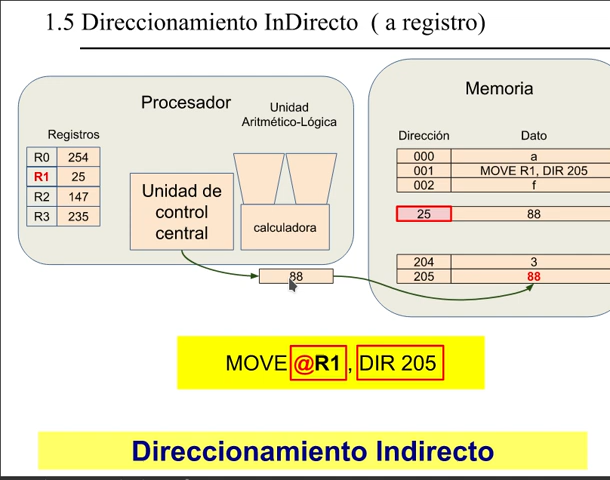 1.5 Direccionamiento InDirecto ( a registro)
Procesador
Unidad
Aritmético-Lógica
Registros
R0 254
R1 25
R2 147
R3 235
Unidad de
control
central
calculadora
88
Memoria
Dirección Dato
000 a
001 MOVE R1, DIR 205
002 f
25 88
204 3
205 88
MOVE @R1, DIR 205
Direccionamiento Indirecto